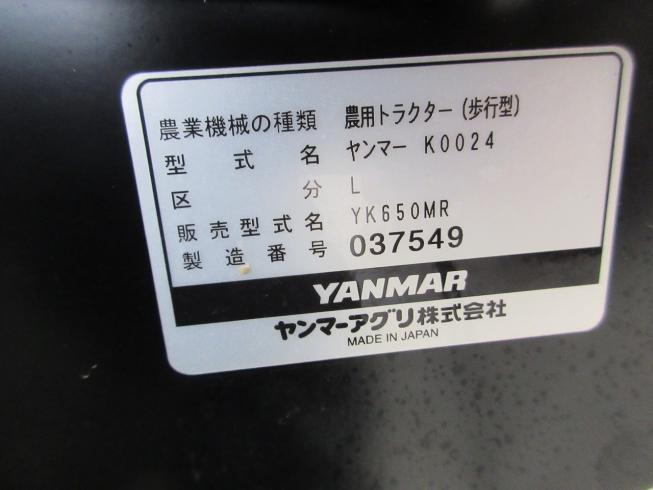 農業機械の種類 農用トラクター(歩行型)
型式名 ヤンマー K0024
区分 L
販売型式名 YK650MR
製造番号 037549
YANMAR
ヤンマーアグリ株式会社
MADE IN JAPAN